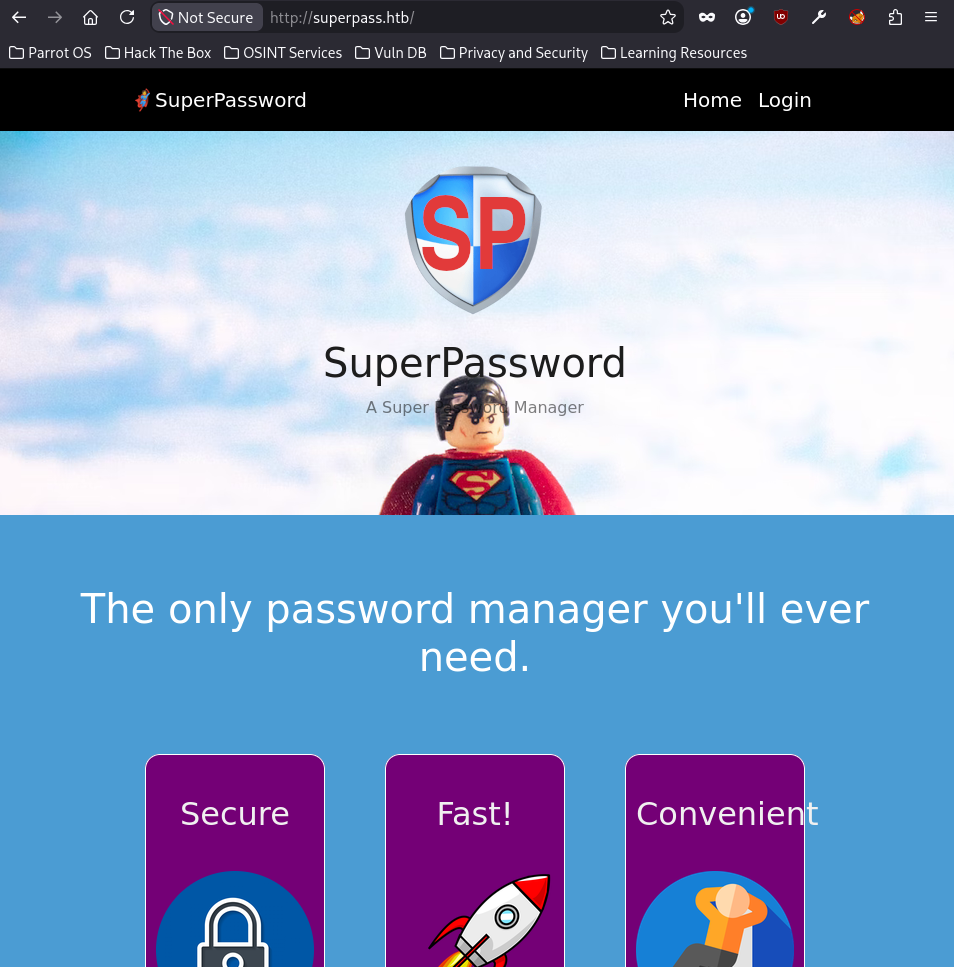 Not Secure http://superpass.htb/
Parrot OS Hack The Box OSINT Services Vuln DB Privacy and Security Learning Resources
SuperPassword Home Login
SP
SuperPassword
A Super Password Manager
The only password manager you'll ever
need.
Secure Fast! Convenient